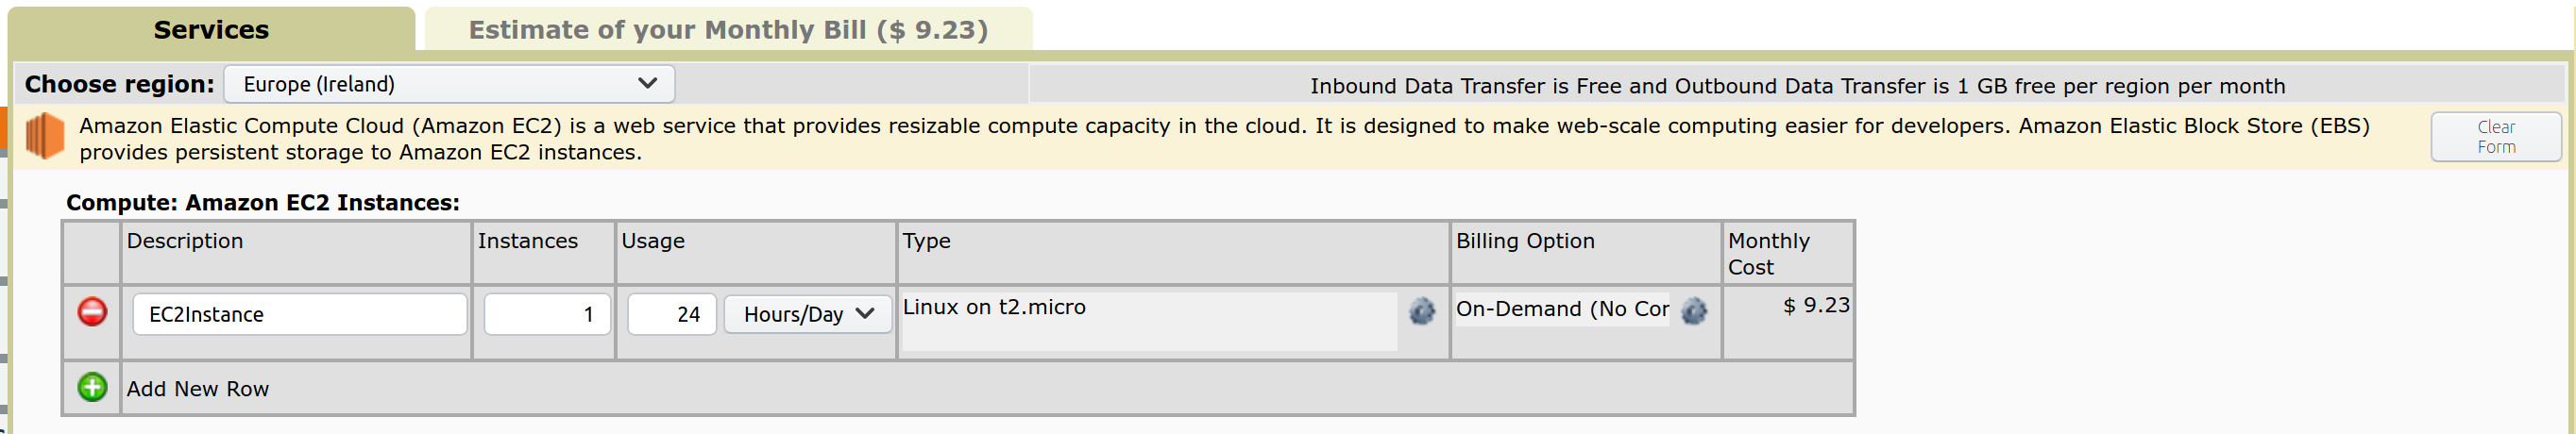 Services
Estimate of your Monthly Bill ($ 9.23)
Choose region: Europe (Ireland)
Inbound Data Transfer is Free and Outbound Data Transfer is 1 GB free per region per month
Amazon Elastic Compute Cloud (Amazon EC2) is a web service that provides resizable compute capacity in the cloud. It is designed to make web-scale computing easier for developers. Amazon Elastic Block Store (EBS)
provides persistent storage to Amazon EC2 instances.
Clear
Form
Compute: Amazon EC2 Instances:
Description Instances Usage Type Billing Option Monthly
Cost
EC2Instance 1 24 Hours/Day Linux on t2.micro On-Demand (No Cor $ 9.23
Add New Row